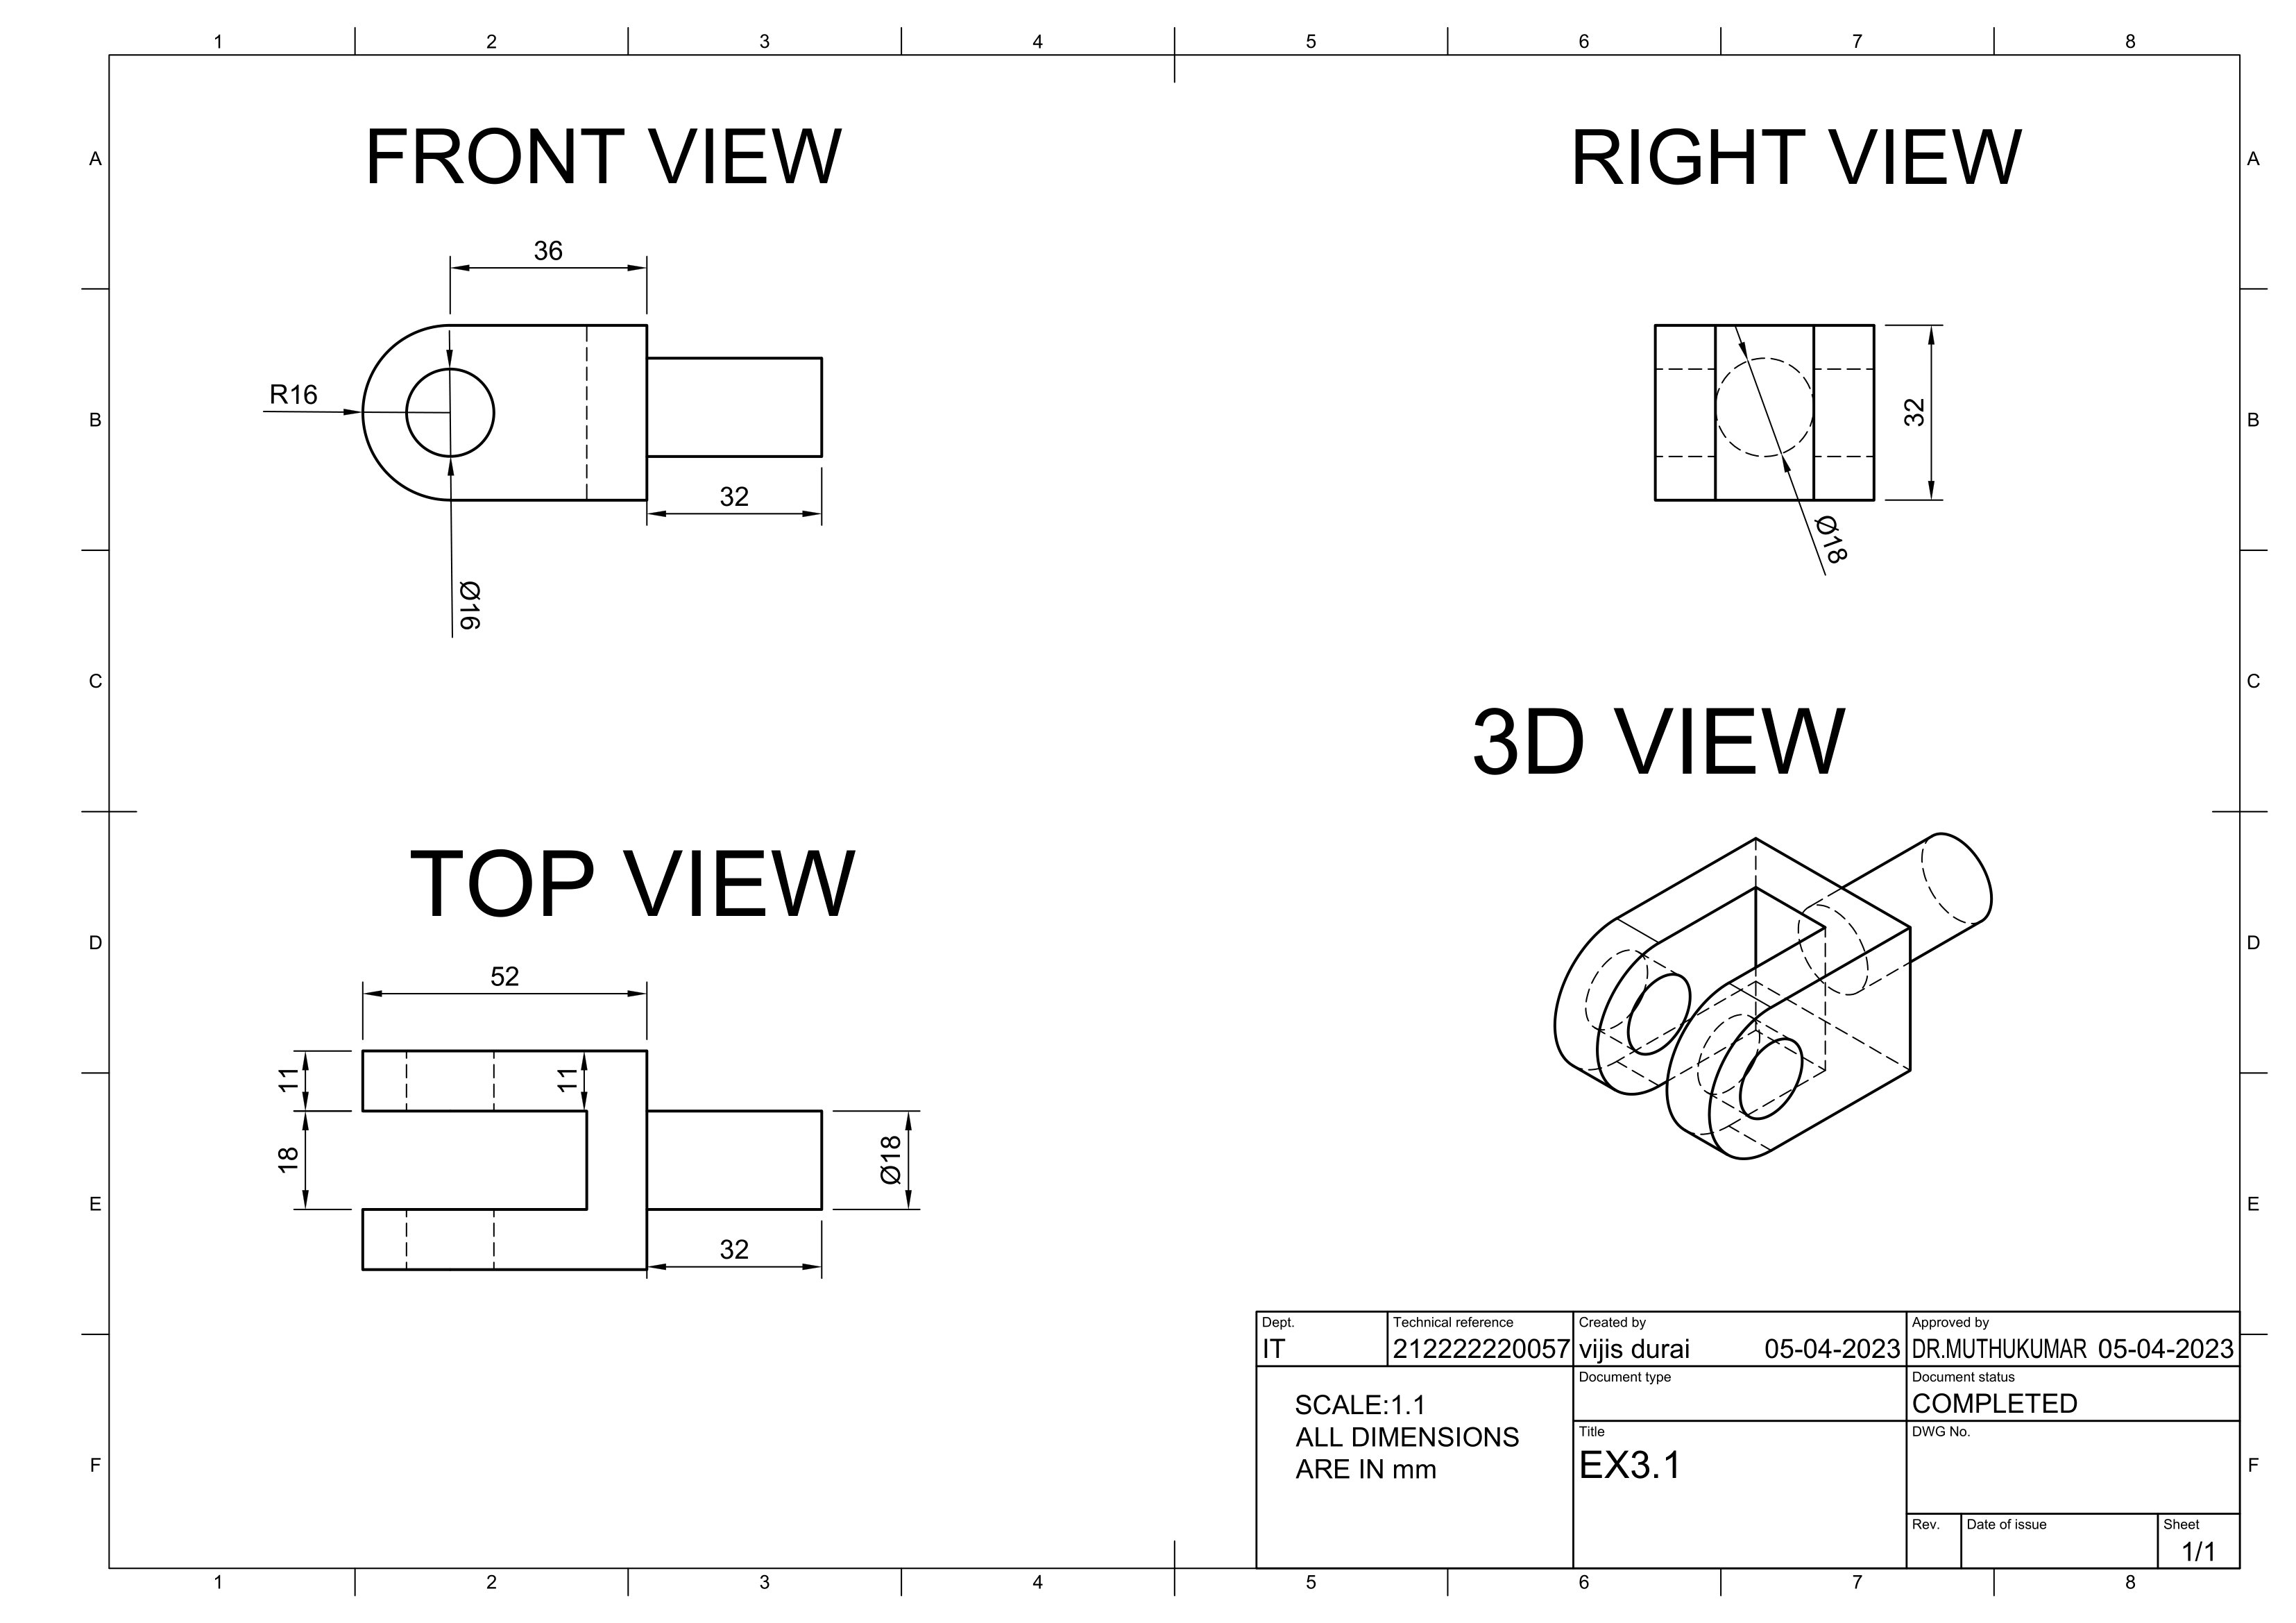 1 2 3 4 5 6 7 8
A A
FRONT VIEW RIGHT VIEW
36
B B
R16
32
32
Ø18
Ø16
C C
3D VIEW
TOP VIEW
D D
52
11 11
18
Ø18
E E
32
Dept. Technical reference Created by Approved by
IT 212222220057 vijis durai 05-04-2023 DR.MUTHUKUMAR 05-04-2023
Document type Document status
COMPLETED
SCALE:1.1
ALL DIMENSIONS
ARE IN mm
Title DWG No.
EX3.1
F F
Rev. Date of issue Sheet
1/1
1 2 3 4 5 6 7 8